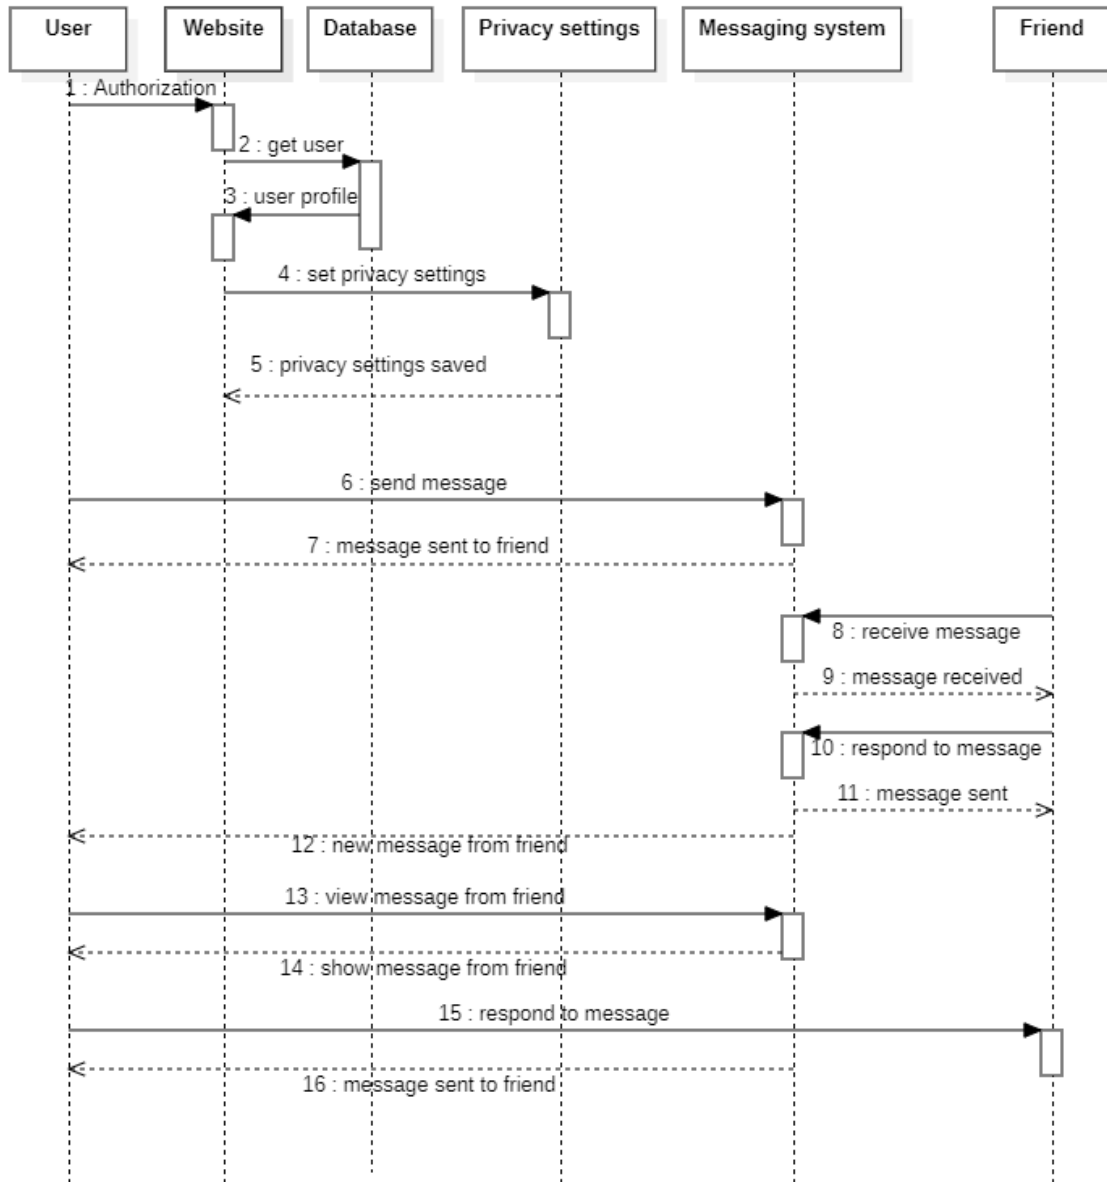 User
Website
Database
Privacy settings
Messaging system
Friend
1 : Authorization
2 : get user
3 : user profile
4 : set privacy settings
5 : privacy settings saved
6 : send message
7 : message sent to friend
8 : receive message
9 : message received
10 : respond to message
11 : message sent
12 : new message from friend
13 : view message from friend
14 : show message from friend
15 : respond to message
16 : message sent to friend